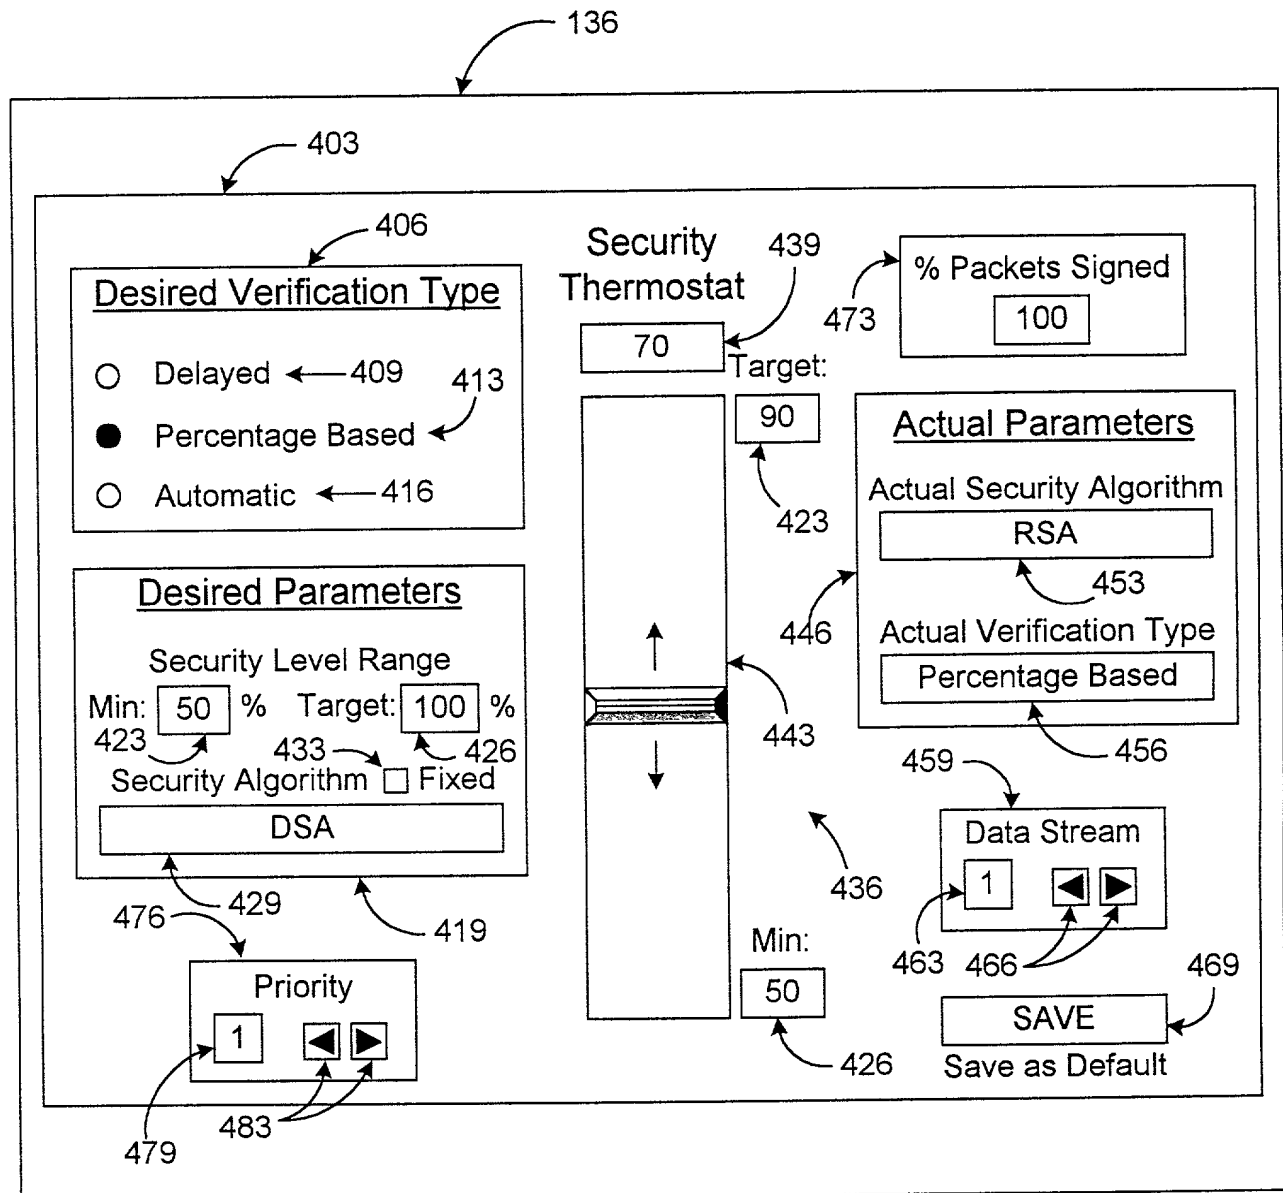 136
403
406
Desired Verification Type
Delayed 409
413
Percentage Based
Automatic 416
Desired Parameters
Security Level Range
Min: 50 % Target: 100 %
423 433 426
Security Algorithm Fixed
DSA
429
419
476
Priority
1
479
483
Security
Thermostat
439
70
Target:
90
423
443
436
Min:
50
426
% Packets Signed
473
100
Actual Parameters
Actual Security Algorithm
RSA
453
446
Actual Verification Type
Percentage Based
456
459
Data Stream
1
463
466
469
SAVE
Save as Default